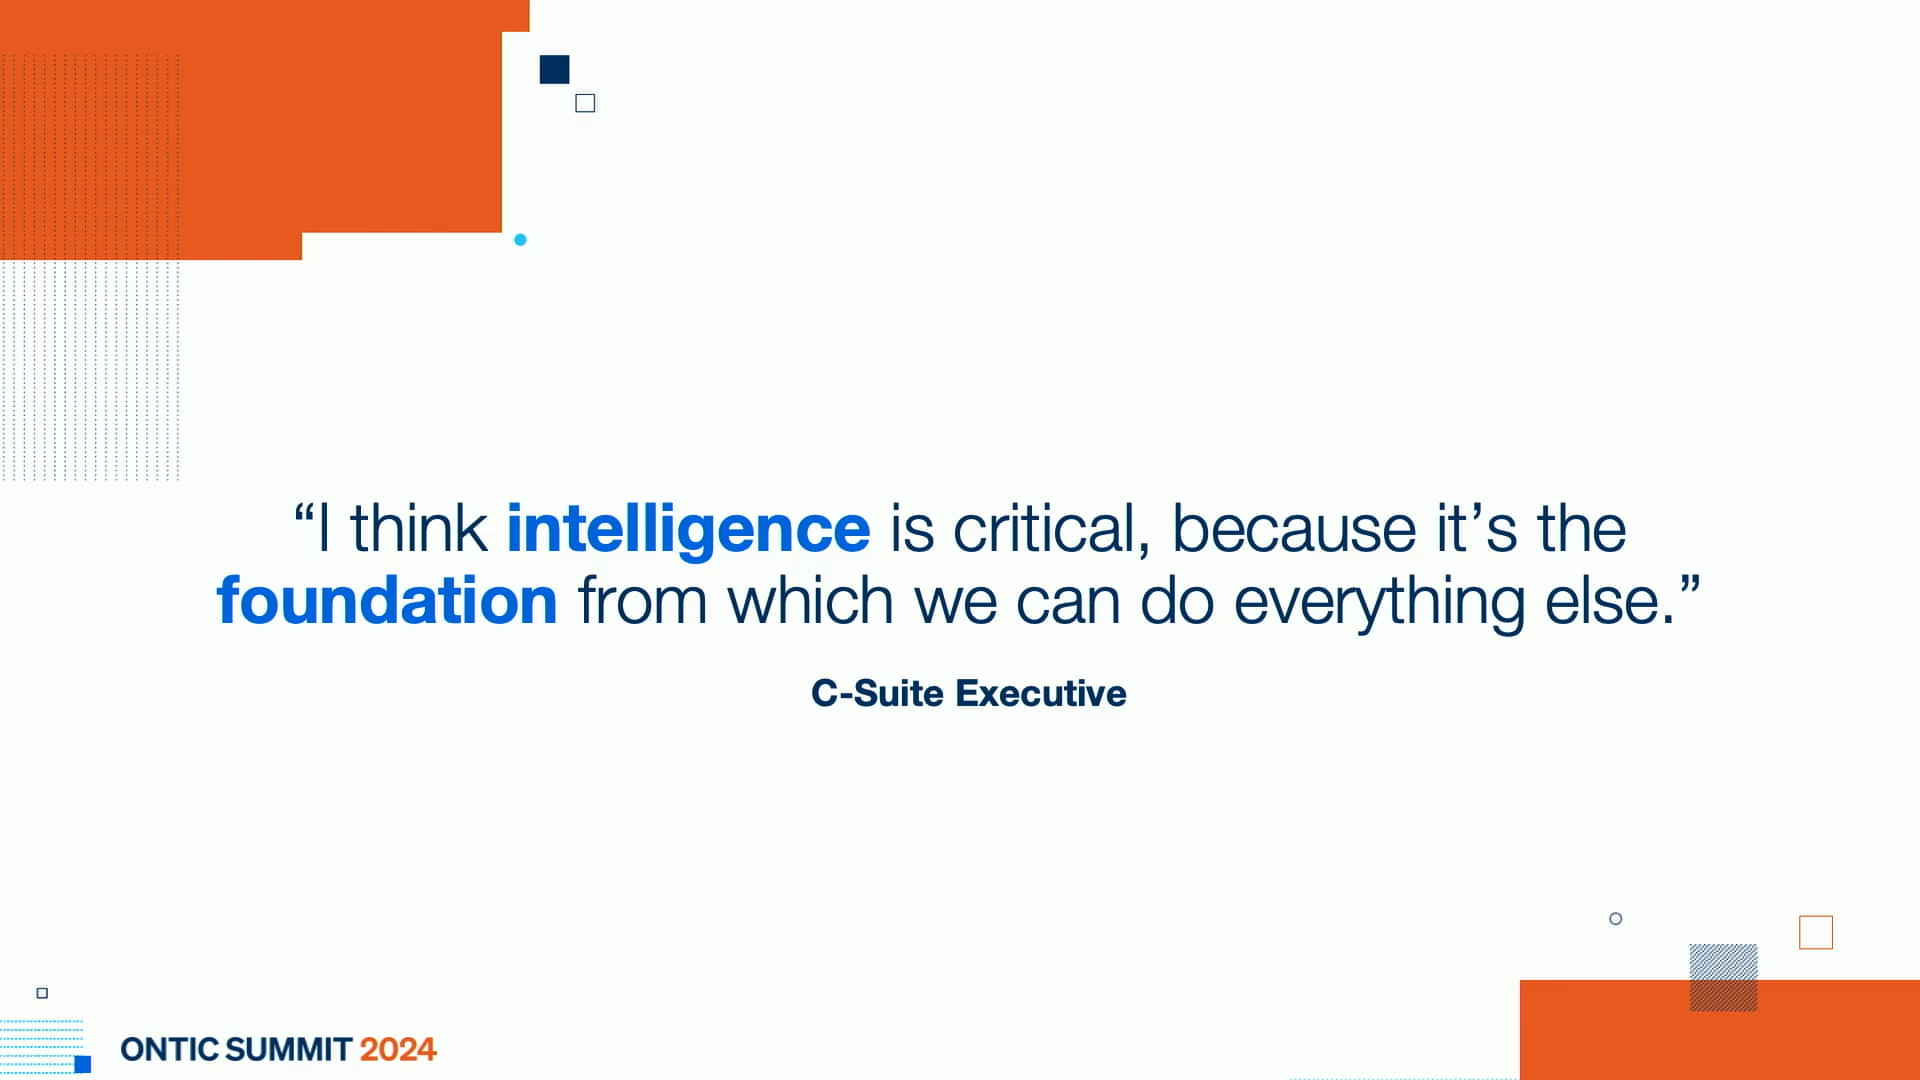 “I think intelligence is critical, because it’s the
foundation from which we can do everything else.”
C-Suite Executive
ONTIC SUMMIT 2024